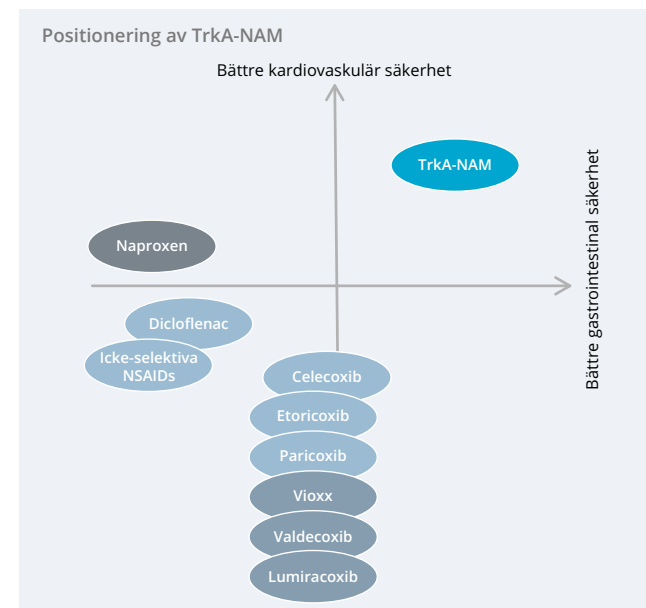 Positionering av TrkA-NAM
Bättre kardiovaskulär säkerhet
TrkA-NAM
Bättre gastrointestinal säkerhet
Naproxen
Dicloflenac
Icke-selektiva
NSAIDs
Celecoxib
Etoricoxib
Paricoxib
Vioxx
Valdecoxib
Lumiracoxib